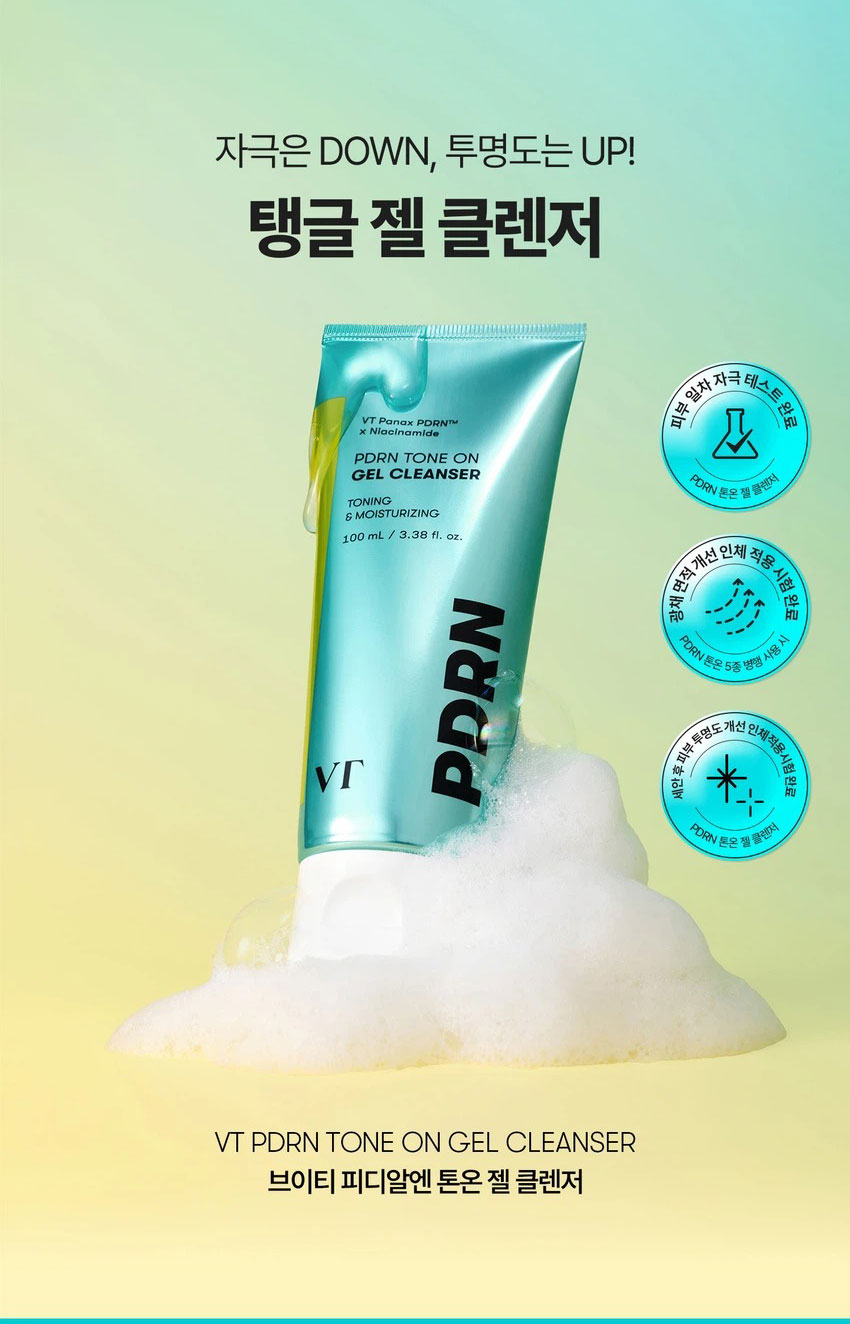 자극은 DOWN, 투명도는 UP!
탱글 젤 클렌저
VT Panax PDRN™
x Niacinamide
PDRN TONE ON
GEL CLEANSER
TONING
& MOISTURIZING
100 mL / 3.38 fl. oz.
PDRN
VT
피부 일차 자극 테스트 완료
PDRN 톤온 젤 클렌저
광채 면적 개선 인체 적용 시험 완료
PDRN 톤온 5종 병행 사용 시
세안 후 피부 투명도 개선 인체적용시험 완료
PDRN 톤온 젤 클렌저
VT PDRN TONE ON GEL CLEANSER
브이티 피디알엔 톤온 젤 클렌저